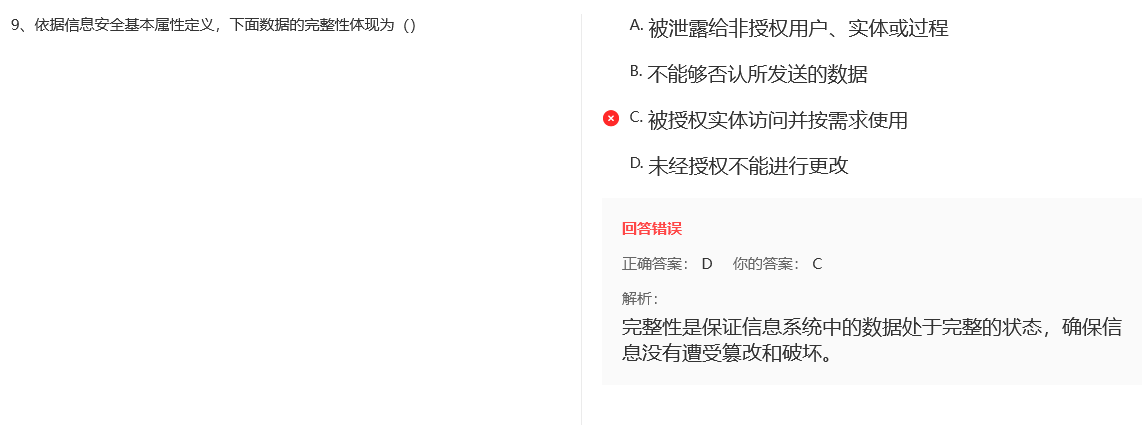 9、依据信息安全基本属性定义，下面数据的完整性体现为（）
A. 被泄露给非授权用户、实体或过程
B. 不能够否认所发送的数据
C. 被授权实体访问并按需求使用
D. 未经授权不能进行更改
回答错误
正确答案： D 你的答案： C
解析：
完整性是保证信息系统中的数据处于完整的状态，确保信
息没有遭受篡改和破坏。